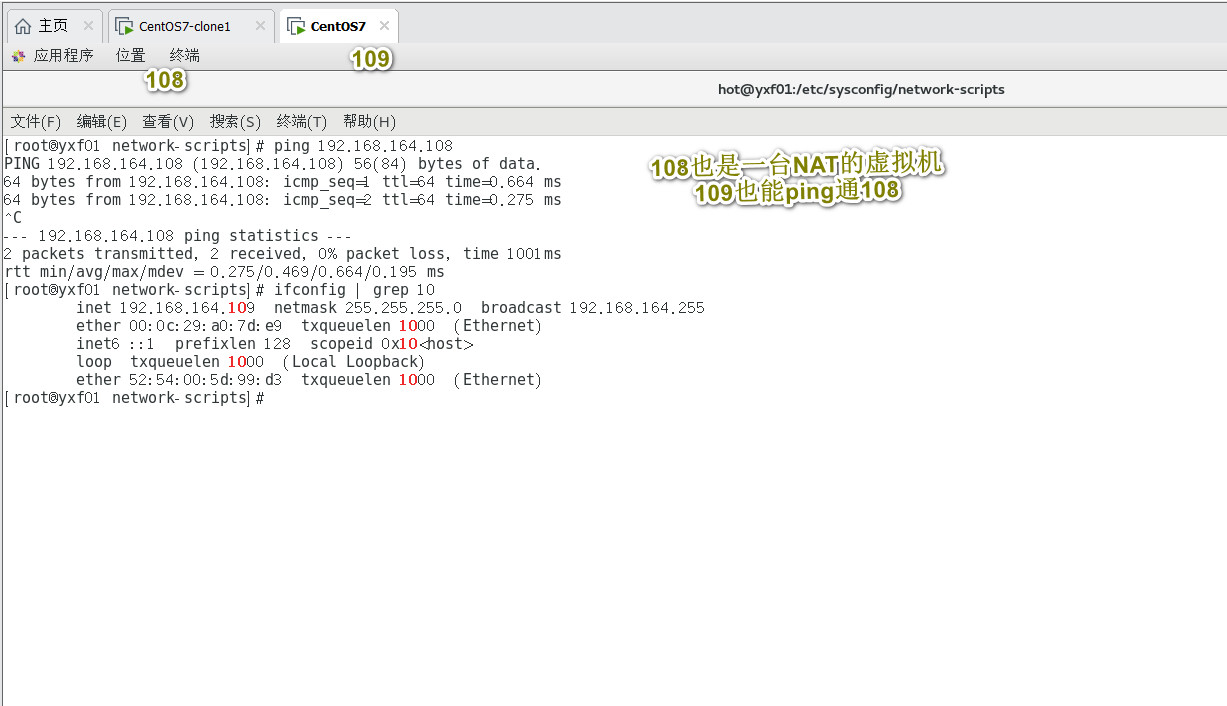 主页 CentOS7-clone1 CentOS7
应用程序 位置 终端
108 109
hot@yxf01:/etc/sysconfig/network-scripts
文件(F) 编辑(E) 查看(V) 搜索(S) 终端(T) 帮助(H)
[root@yxf01 network-scripts]# ping 192.168.164.108
PING 192.168.164.108 (192.168.164.108) 56(84) bytes of data.
64 bytes from 192.168.164.108: icmp_seq=1 ttl=64 time=0.664 ms
64 bytes from 192.168.164.108: icmp_seq=2 ttl=64 time=0.275 ms
^C
--- 192.168.164.108 ping statistics ---
2 packets transmitted, 2 received, 0% packet loss, time 1001ms
rtt min/avg/max/mdev = 0.275/0.469/0.664/0.195 ms
[root@yxf01 network-scripts]# ifconfig | grep 10
inet 192.168.164.109 netmask 255.255.255.0 broadcast 192.168.164.255
ether 00:0c:29:a0:7d:e9 txqueuelen 1000 (Ethernet)
inet6 ::1 prefixlen 128 scopeid 0x10<host>
loop txqueuelen 1000 (Local Loopback)
ether 52:54:00:5d:99:d3 txqueuelen 1000 (Ethernet)
[root@yxf01 network-scripts]#
108也是一台NAT的虚拟机
109也能ping通108